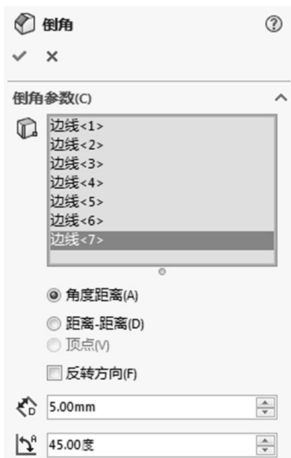 倒角
倒角参数(C)
边线<1>
边线<2>
边线<3>
边线<4>
边线<5>
边线<6>
边线<7>
角度距离(A)
距离-距离(D)
顶点(V)
反转方向(F)
5.00mm
45.00度